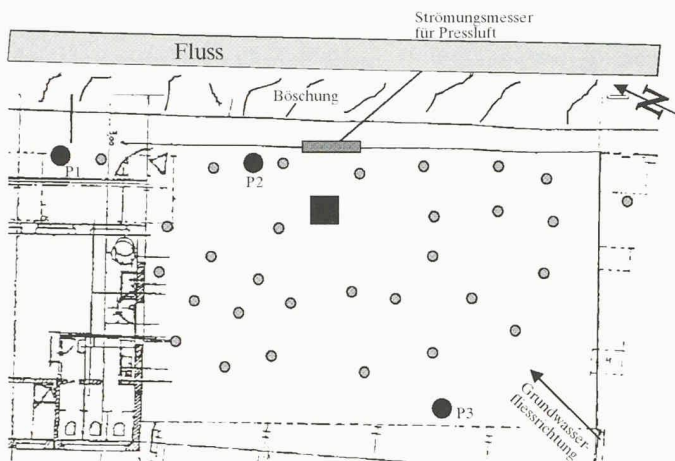 Strömungsmesser
für Pressluft
Fluss
Böschung
N
P1
P2
P3
Grundwasser-
fliessrichtung